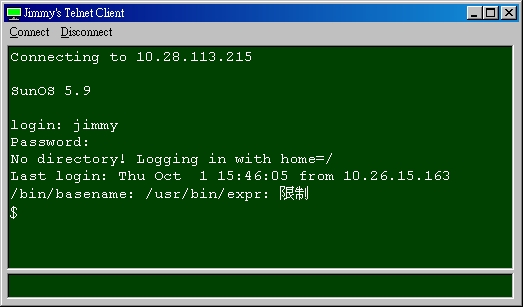 Jimmy's Telnet Client
Connect Disconnect
Connecting to 10.28.113.215
SunOS 5.9
login: jimmy
Password:
No directory! Logging in with home=/
Last login: Thu Oct  1 15:46:05 from 10.26.15.163
/bin/basename: /usr/bin/expr: 限制
$